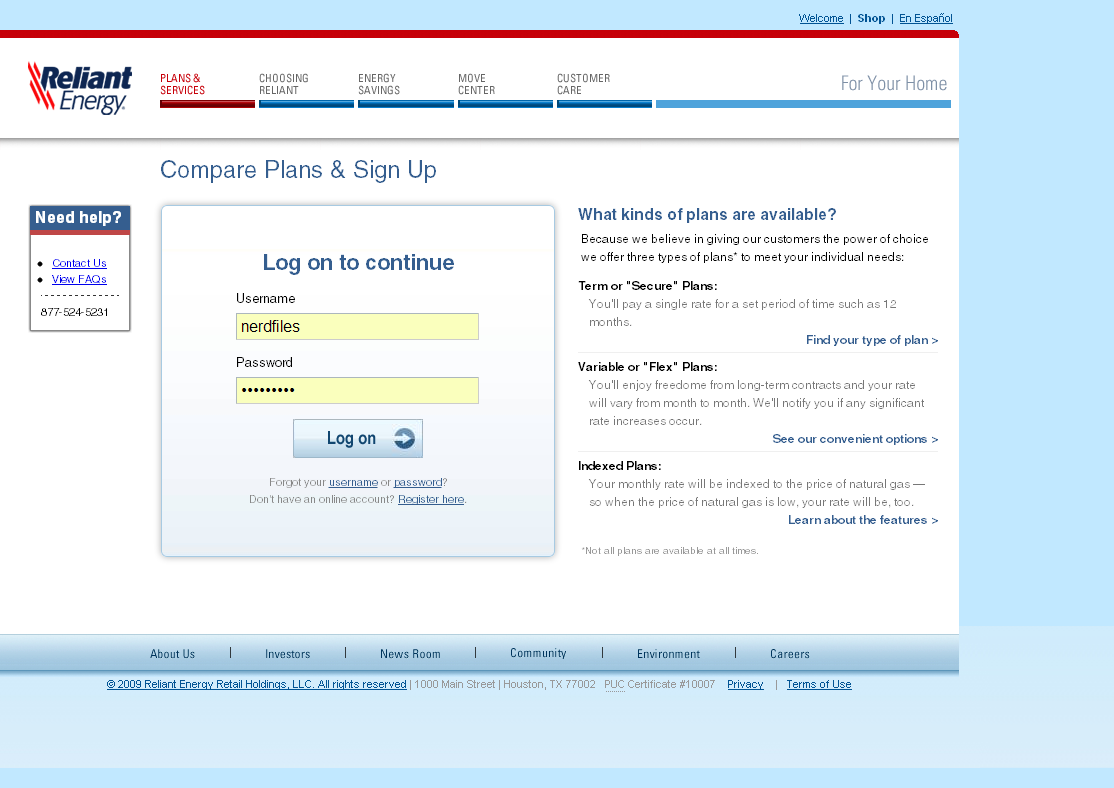 Welcome | Shop | En Español
Reliant
Energy.
PLANS &
SERVICES
CHOOSING
RELIANT
ENERGY
SAVINGS
MOVE
CENTER
CUSTOMER
CARE
For Your Home
Compare Plans & Sign Up
Need help?
Contact Us
View FAQs
877-524-5231
Log on to continue
Username
nerdfiles
Password
•••••••••
Log on
Forgot your username or password?
Don't have an online account? Register here.
What kinds of plans are available?
Because we believe in giving our customers the power of choice
we offer three types of plans* to meet your individual needs:
Term or "Secure" Plans:
You'll pay a single rate for a set period of time such as 12
months.
Find your type of plan >
Variable or "Flex" Plans:
You'll enjoy freedome from long-term contracts and your rate
will vary from month to month. We'll notify you if any significant
rate increases occur.
See our convenient options >
Indexed Plans:
Your monthly rate will be indexed to the price of natural gas —
so when the price of natural gas is low, your rate will be, too.
Learn about the features >
*Not all plans are available at all times.
About Us | Investors | News Room | Community | Environment | Careers
© 2009 Reliant Energy Retail Holdings, LLC. All rights reserved | 1000 Main Street | Houston, TX 77002 PUC Certificate #10007 Privacy | Terms of Use